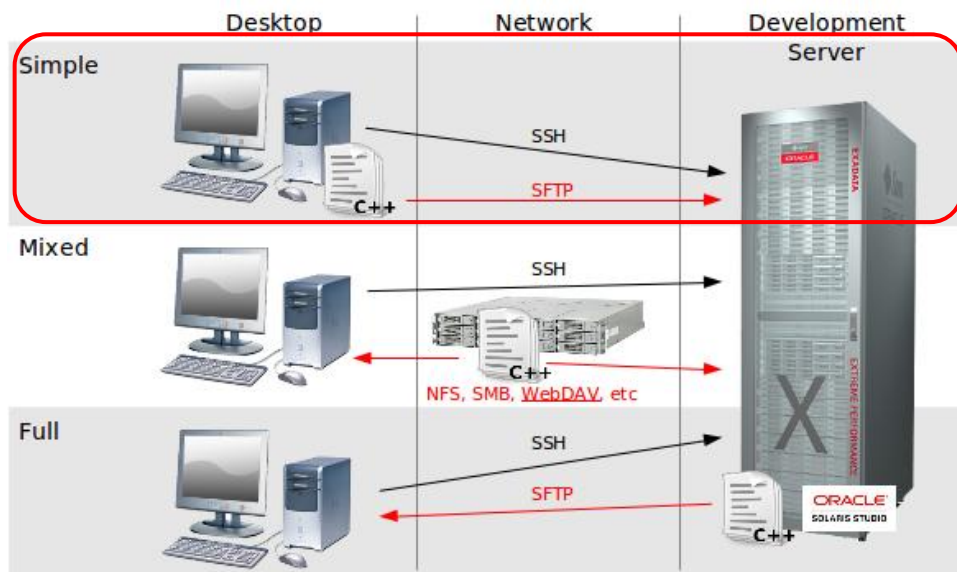 Desktop
Network
Development
Server
Simple
SSH
SFTP
C++
ORACLE
EXADATA
Mixed
SSH
C++
NFS, SMB, WebDAV, etc
EXTREME PERFORMANCE
X
Full
SSH
SFTP
C++
ORACLE
SOLARIS STUDIO